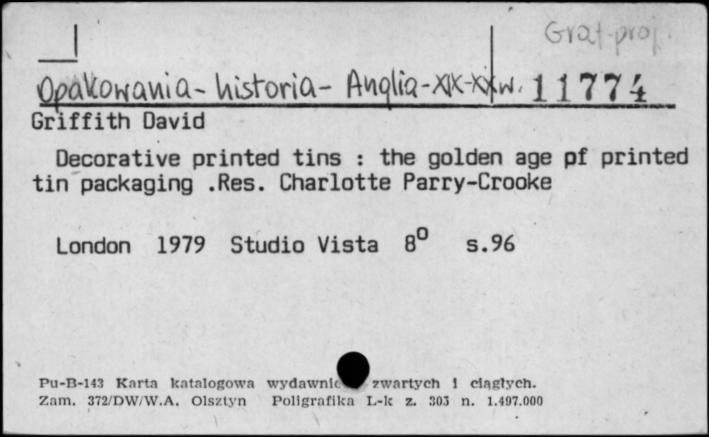 Graf-proj.
Opakowania - historia - Anglia - XIX-XX w. 11774
Griffith David
Decorative printed tins : the golden age pf printed
tin packaging .Res. Charlotte Parry-Crooke
London 1979 Studio Vista 8° s.96
Pu-B-143 Karta katalogowa wydawnic zwartych i ciągłych.
Zam. 372/DW/W.A. Olsztyn Poligrafika L-k z. 303 n. 1.497.000